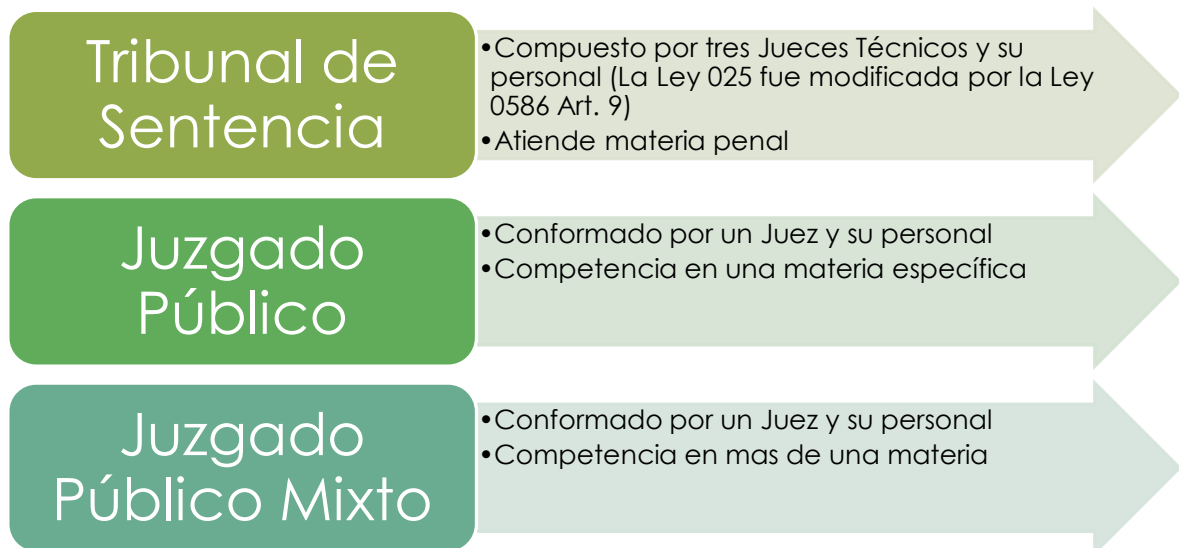 Tribunal de
Sentencia
•Compuesto por tres Jueces Técnicos y su
personal (La Ley 025 fue modificada por la Ley
0586 Art. 9)
•Atiende materia penal
Juzgado
Público
•Conformado por un Juez y su personal
•Competencia en una materia específica
Juzgado
Público Mixto
•Conformado por un Juez y su personal
•Competencia en mas de una materia